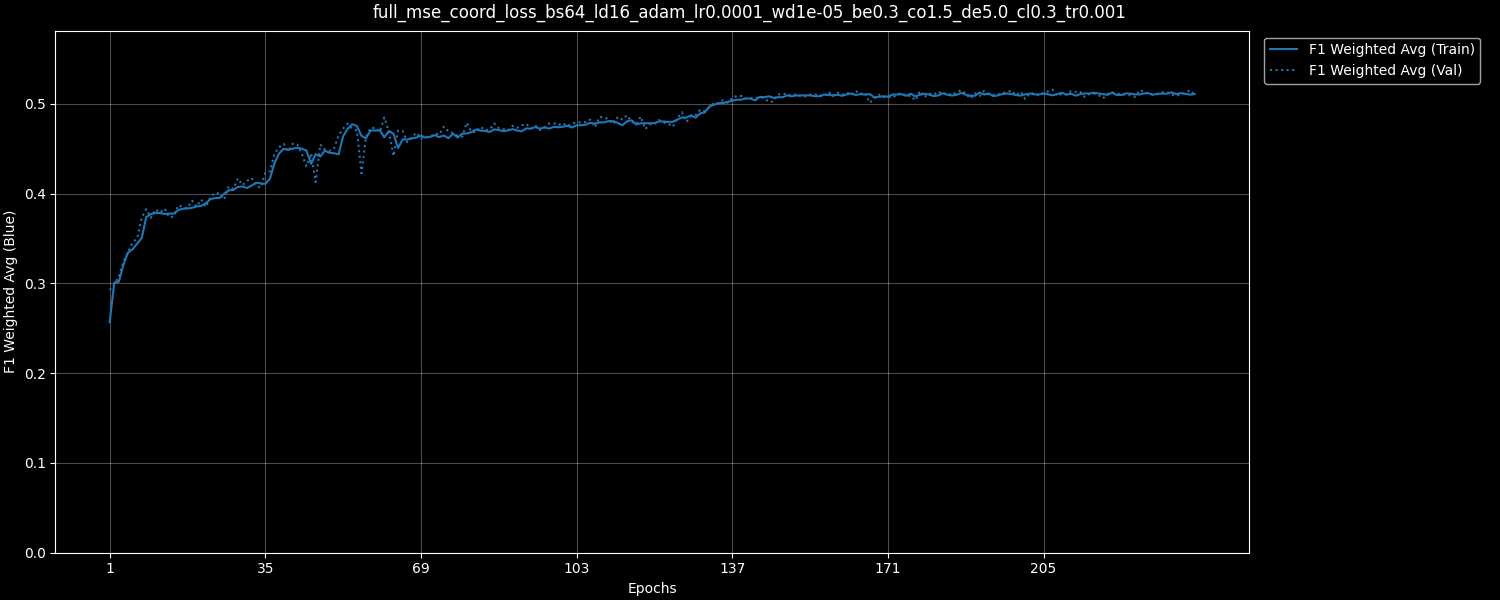 full_mse_coord_loss_bs64_ld16_adam_lr0.0001_wd1e-05_be0.3_co1.5_de5.0_cl0.3_tr0.001
F1 Weighted Avg (Train)
F1 Weighted Avg (Val)
F1 Weighted Avg (Blue)
0.5
0.4
0.3
0.2
0.1
0.0
1 35 69 103 137 171 205
Epochs